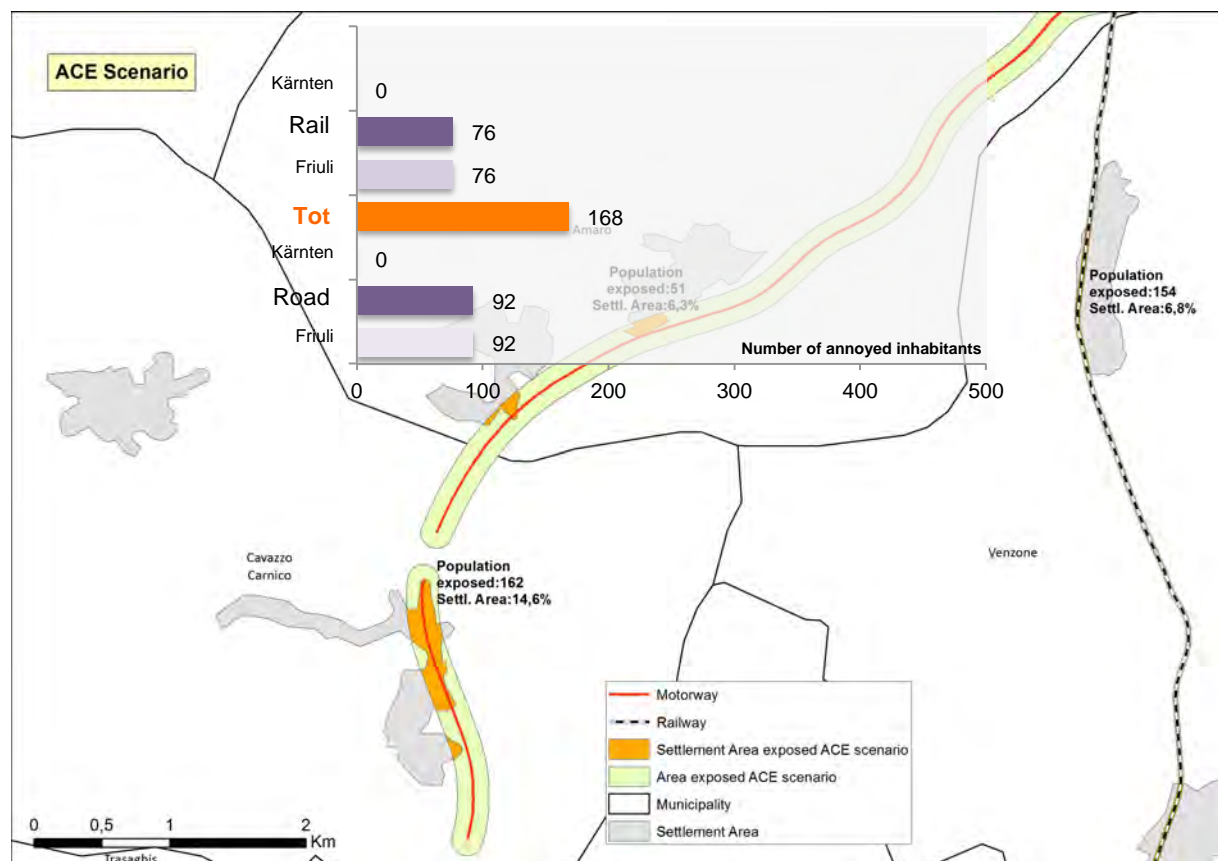 ACE Scenario
Kärnten
0
Rail
76
Friuli
76
Tot
168
Kärnten
0
Road
92
Friuli
92
Number of annoyed inhabitants
0 100 200 300 400 500
Amaro
Population
exposed:51
Settl. Area:6,3%
Population
exposed:154
Settl. Area:6,8%
Cavazzo
Carnico
Population
exposed:162
Settl. Area:14,6%
Venzone
Motorway
Railway
Settlement Area exposed ACE scenario
Area exposed ACE scenario
Municipality
Settlement Area
0 0,5 1 2
Km
Trasaghis